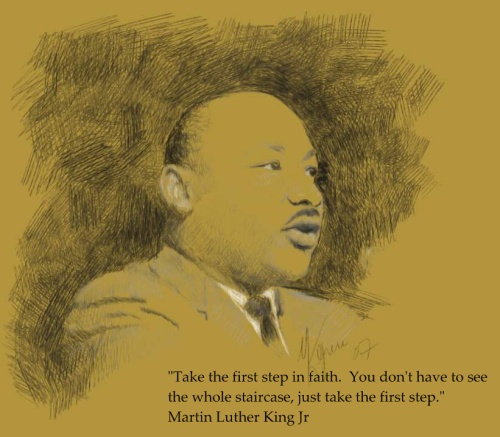 "Take the first step in faith.  You don't have to see
the whole staircase, just take the first step."
Martin Luther King Jr